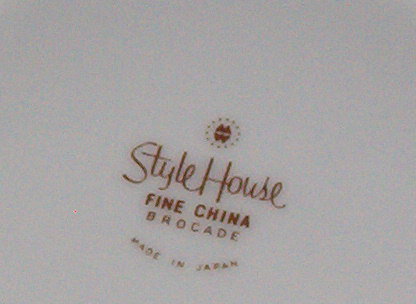 Style House
FINE CHINA
BROCADE
MADE IN JAPAN